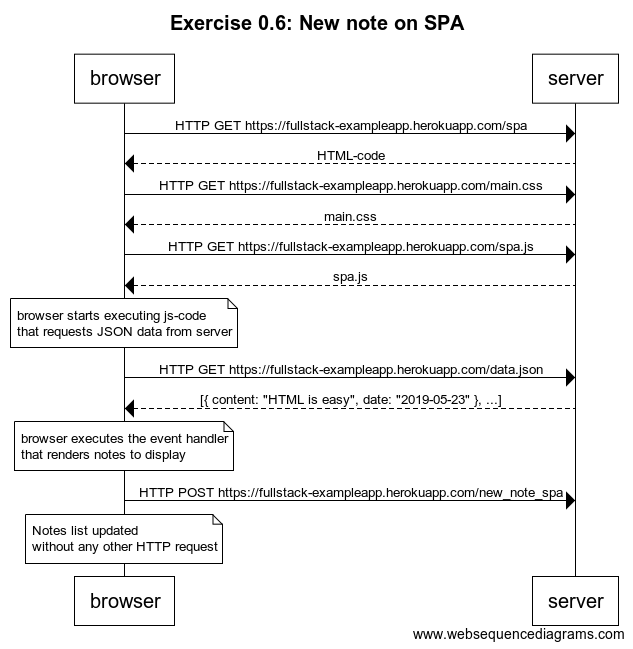 Exercise 0.6: New note on SPA
browser
server
HTTP GET https://fullstack-exampleapp.herokuapp.com/spa
HTML-code
HTTP GET https://fullstack-exampleapp.herokuapp.com/main.css
main.css
HTTP GET https://fullstack-exampleapp.herokuapp.com/spa.js
spa.js
browser starts executing js-code
that requests JSON data from server
HTTP GET https://fullstack-exampleapp.herokuapp.com/data.json
[{ content: "HTML is easy", date: "2019-05-23" }, ...]
browser executes the event handler
that renders notes to display
HTTP POST https://fullstack-exampleapp.herokuapp.com/new_note_spa
Notes list updated
without any other HTTP request
browser
server
www.websequencediagrams.com